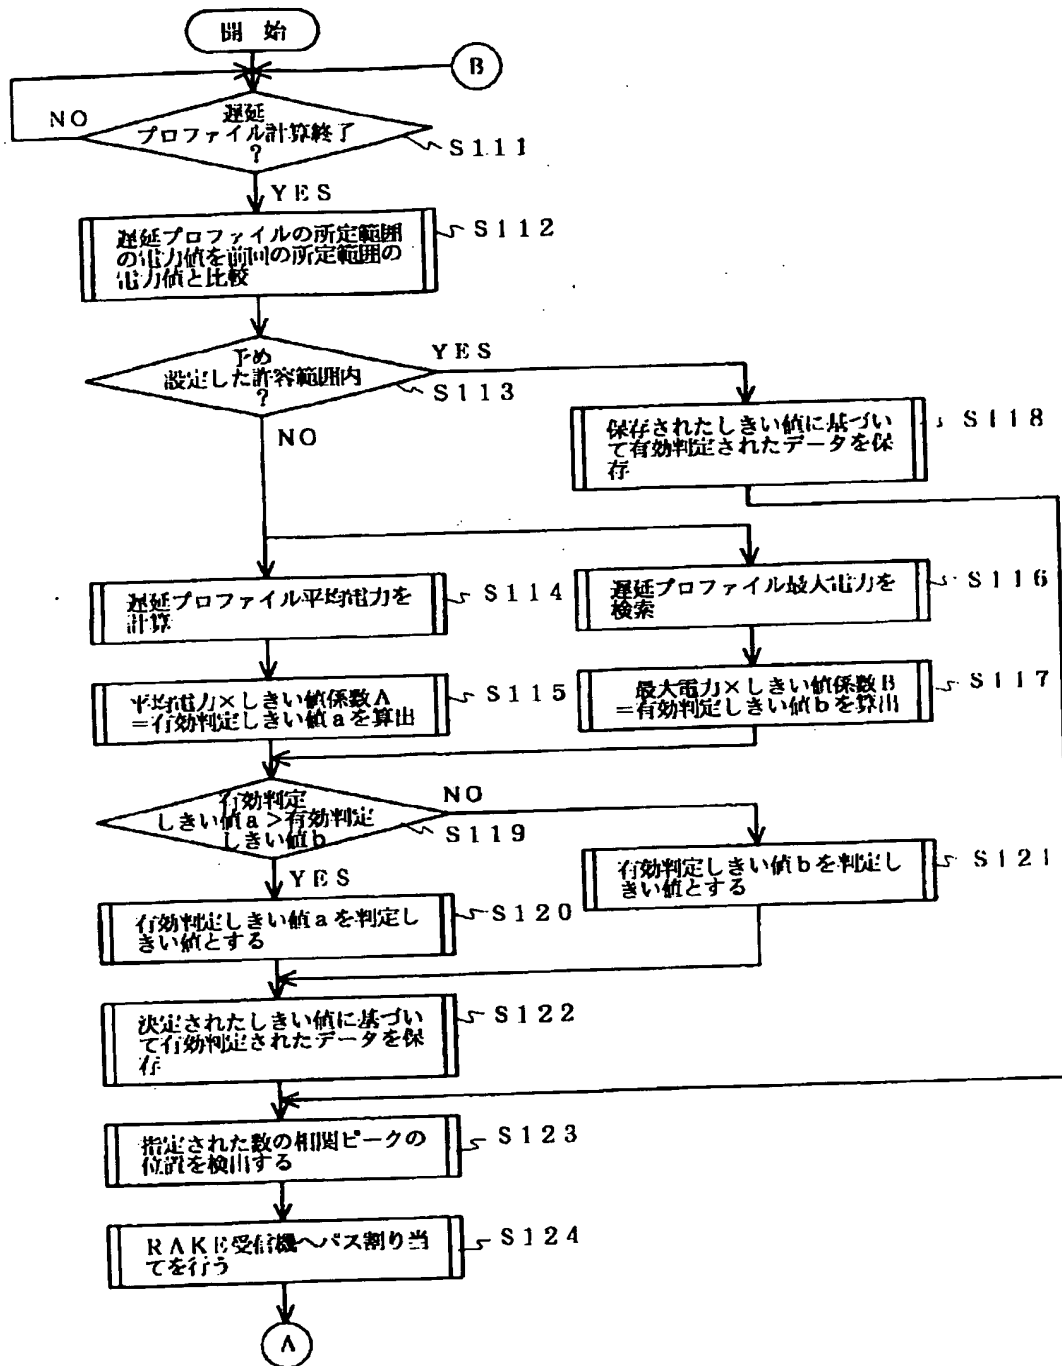 開 始
B
NO
遅延
プロファイル計算終了
?
S111
YES
遅延プロファイルの所定範囲
の電力値を前回の所定範囲の
電力値と比較
S112
予め
設定した許容範囲内
?
YES
S113
NO
保存されたしきい値に基づい
て有効判定されたデータを保
存
S118
遅延プロファイル平均電力を
計算
S114
遅延プロファイル最大電力を
検索
S116
平均電力×しきい値係数A
=有効判定しきい値aを算出
S115
最大電力×しきい値係数B
=有効判定しきい値bを算出
S117
有効判定
しきい値a>有効判定
しきい値b
NO
S119
YES
有効判定しきい値bを判定し
きい値とする
S121
有効判定しきい値aを判定し
きい値とする
S120
決定されたしきい値に基づい
て有効判定されたデータを保
存
S122
指定された数の相関ピークの
位置を検出する
S123
RAKE受信機へパス割り当
てを行う
S124
A